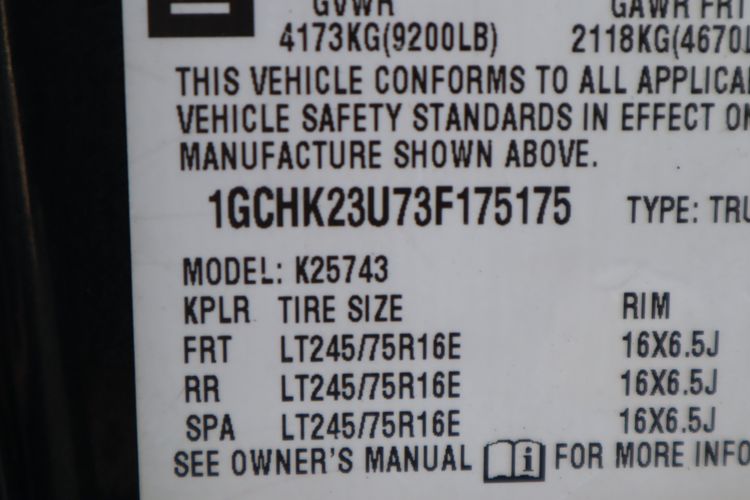 GVWR GAWR FRT
4173KG(9200LB) 2118KG(4670L
THIS VEHICLE CONFORMS TO ALL APPLICA
VEHICLE SAFETY STANDARDS IN EFFECT ON
MANUFACTURE SHOWN ABOVE.
1GCHK23U73F175175 TYPE: TRU
MODEL: K25743
KPLR TIRE SIZE RIM
FRT LT245/75R16E 16X6.5J
RR LT245/75R16E 16X6.5J
SPA LT245/75R16E 16X6.5J
SEE OWNER'S MANUAL i FOR MORE INFO